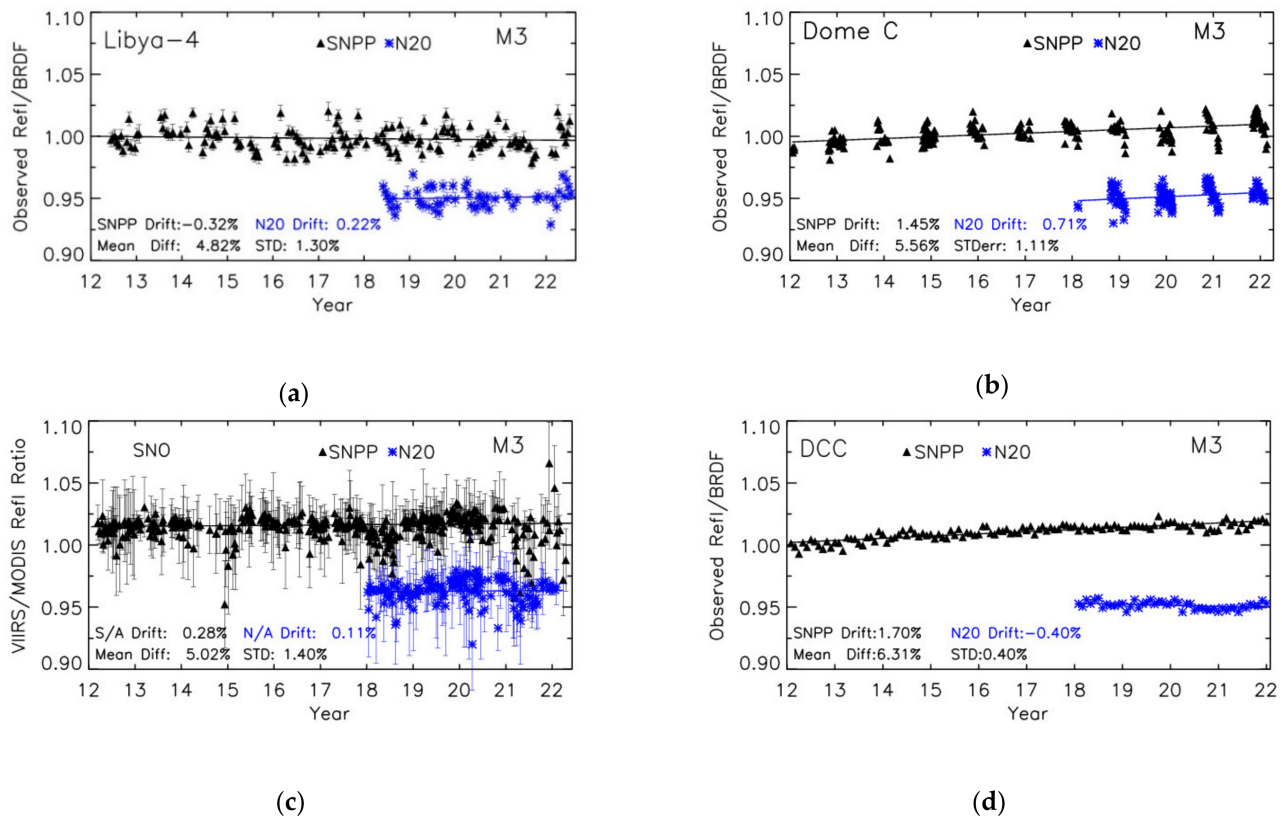 Libya-4
▲SNPP ✳N20
M3
1.10
1.05
1.00
0.95
0.90
Observed Refl/BRDF
SNPP Drift:-0.32% N20 Drift: 0.22%
Mean Diff: 4.82% STD: 1.30%
12 13 14 15 16 17 18 19 20 21 22
Year
(a)
Dome C
▲SNPP ✳N20
M3
1.10
1.05
1.00
0.95
0.90
Observed Refl/BRDF
SNPP Drift: 1.45% N20 Drift: 0.71%
Mean Diff: 5.56% STDerr: 1.11%
12 13 14 15 16 17 18 19 20 21 22
Year
(b)
SNO
▲SNPP ✳N20
M3
1.10
1.05
1.00
0.95
0.90
VIIRS/MODIS Refl Ratio
S/A Drift: 0.28% N/A Drift: 0.11%
Mean Diff: 5.02% STD: 1.40%
12 13 14 15 16 17 18 19 20 21 22
Year
(c)
DCC
▲SNPP ✳N20
M3
1.10
1.05
1.00
0.95
0.90
Observed Refl/BRDF
SNPP Drift:1.70% N20 Drift:-0.40%
Mean Diff:6.31% STD:0.40%
12 13 14 15 16 17 18 19 20 21 22
Year
(d)